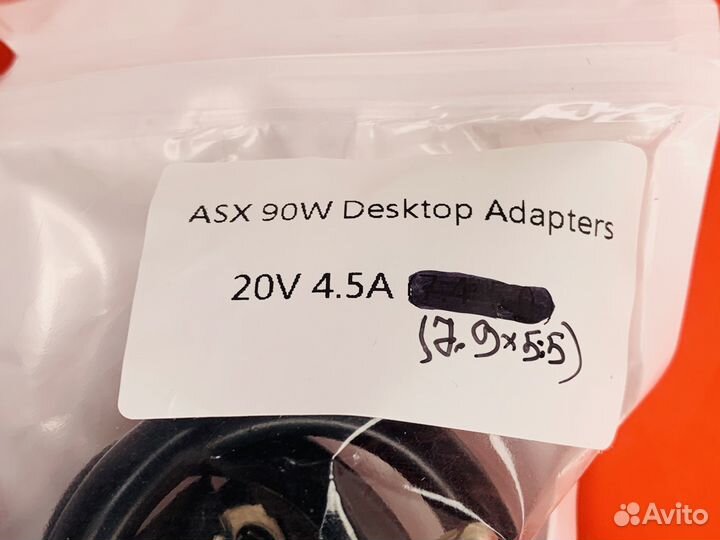 ASX 90W Desktop Adapters
20V 4.5A
(7.9×5.5)
Avito